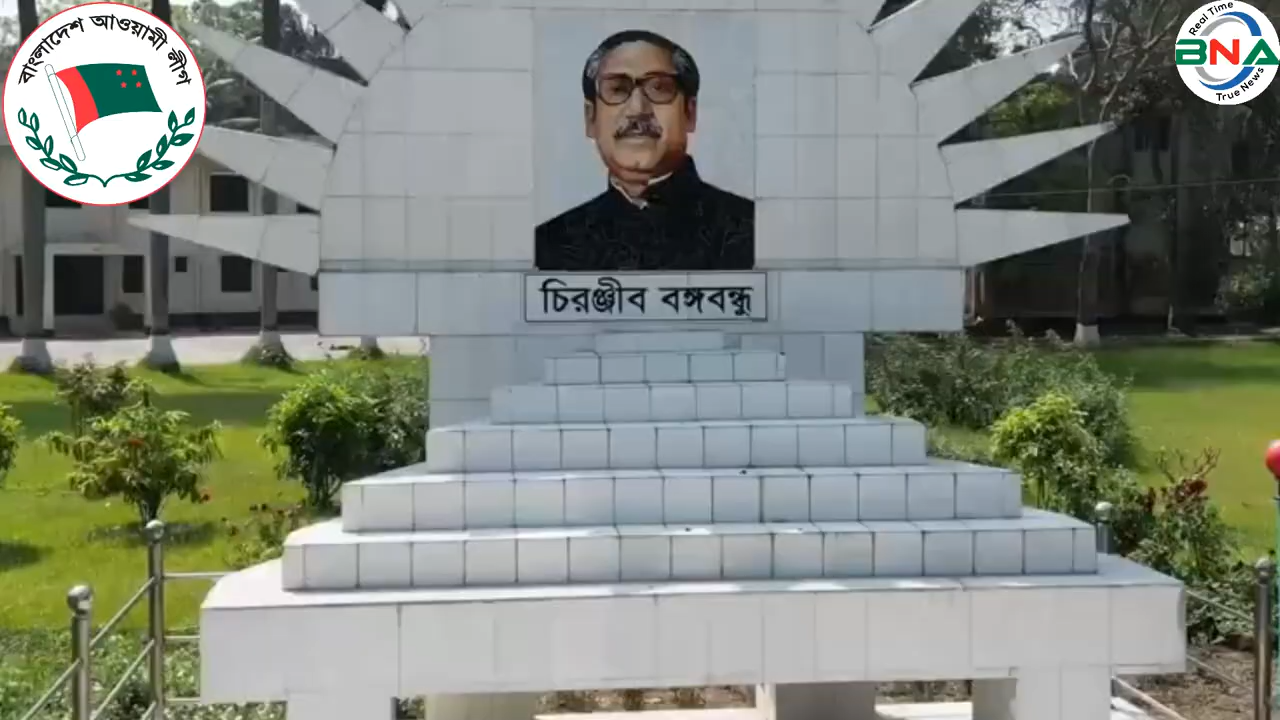 বাংলাদেশ আওয়ামী লীগ
Real Time
BNA
True News
চিরঞ্জীব বঙ্গবন্ধু